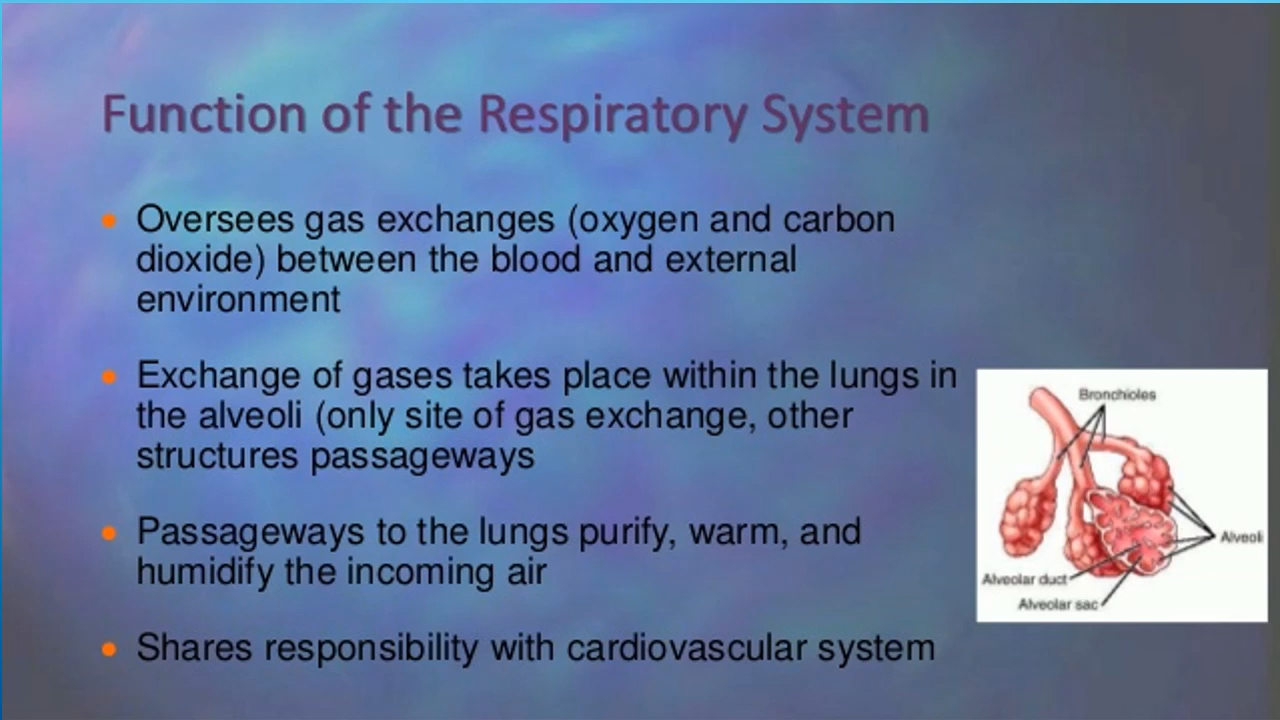 Function of the Respiratory System
Oversees gas exchanges (oxygen and carbon
dioxide) between the blood and external
environment
Exchange of gases takes place within the lungs in
the alveoli (only site of gas exchange, other
structures passageways
Passageways to the lungs purify, warm, and
humidify the incoming air
Shares responsibility with cardiovascular system
Bronchioles
Alveoli
Alveolar duct
Alveolar sac